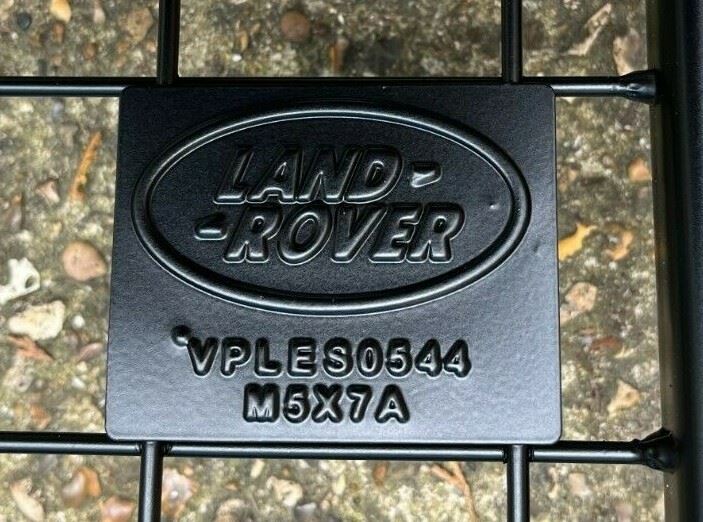 LAND-
-ROVER
VPLES0544
M5X7A